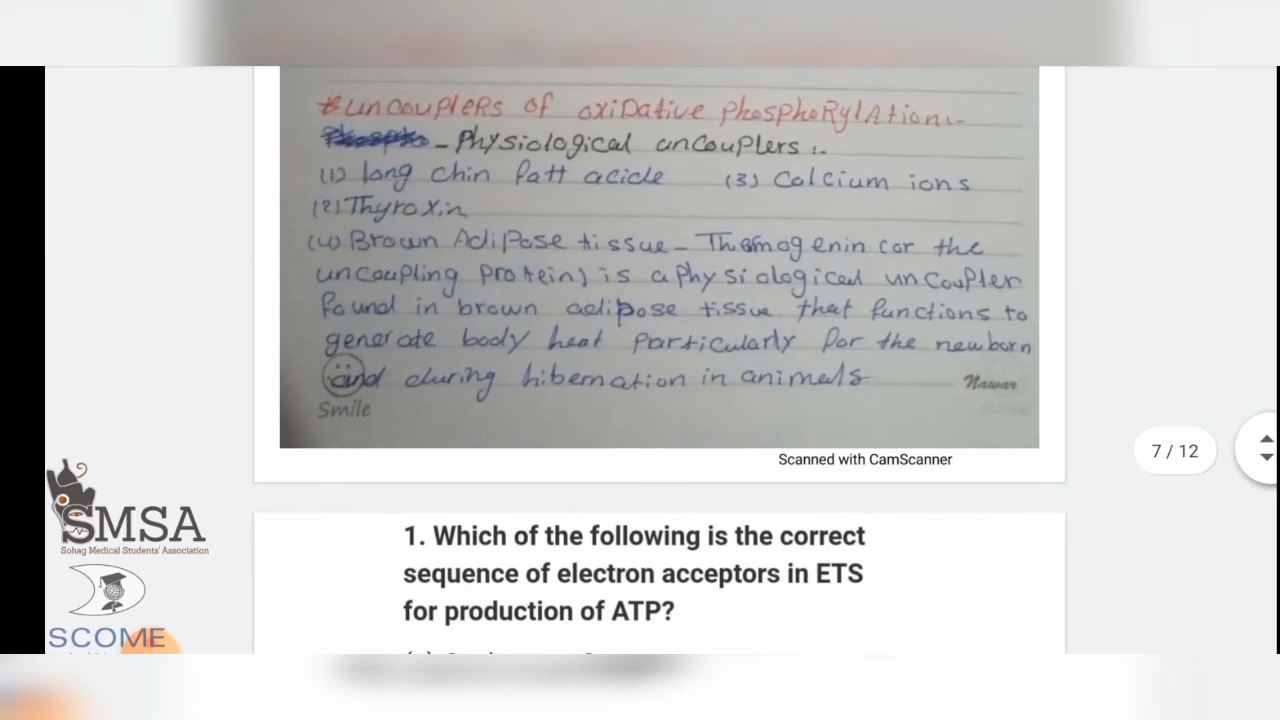 * Uncouplers of oxidative phosphorylation:-
- Physiological uncouplers :-
(1) long chin fatt acide (3) Calcium ions
(2) Thyroxin
(4) Brown Adipose tissue - Themogenin cor the
uncoupling protein) is a physiological uncoupler
found in brown adipose tissue that functions to
generate body heat particularly for the newborn
and during hibernation in animals
Nawar
Smile
Scanned with CamScanner
7 / 12
SMSA
Sohag Medical Students' Association
SCOME
1. Which of the following is the correct
sequence of electron acceptors in ETS
for production of ATP?